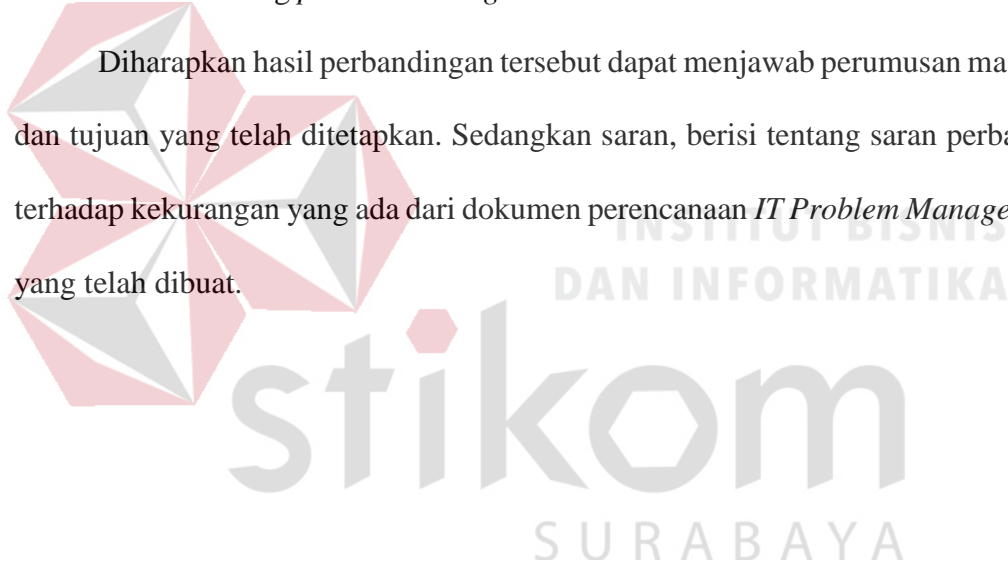 Diharapkan hasil perbandingan tersebut dapat menjawab perumusan ma
dan tujuan yang telah ditetapkan. Sedangkan saran, berisi tentang saran perba
terhadap kekurangan yang ada dari dokumen perencanaan IT Problem Manage
yang telah dibuat.
INSTITUT BISNIS
DAN INFORMATIKA
stikom
SURABAYA